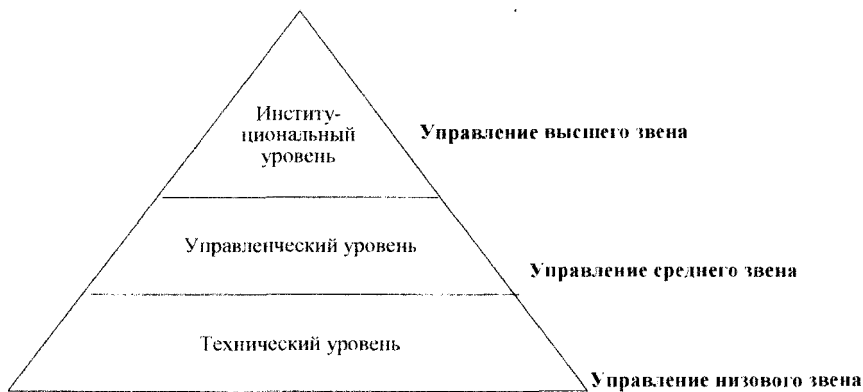 Институ-
циональный
уровень
Управление высшего звена
Управленческий уровень
Управление среднего звена
Технический уровень
Управление низового звена